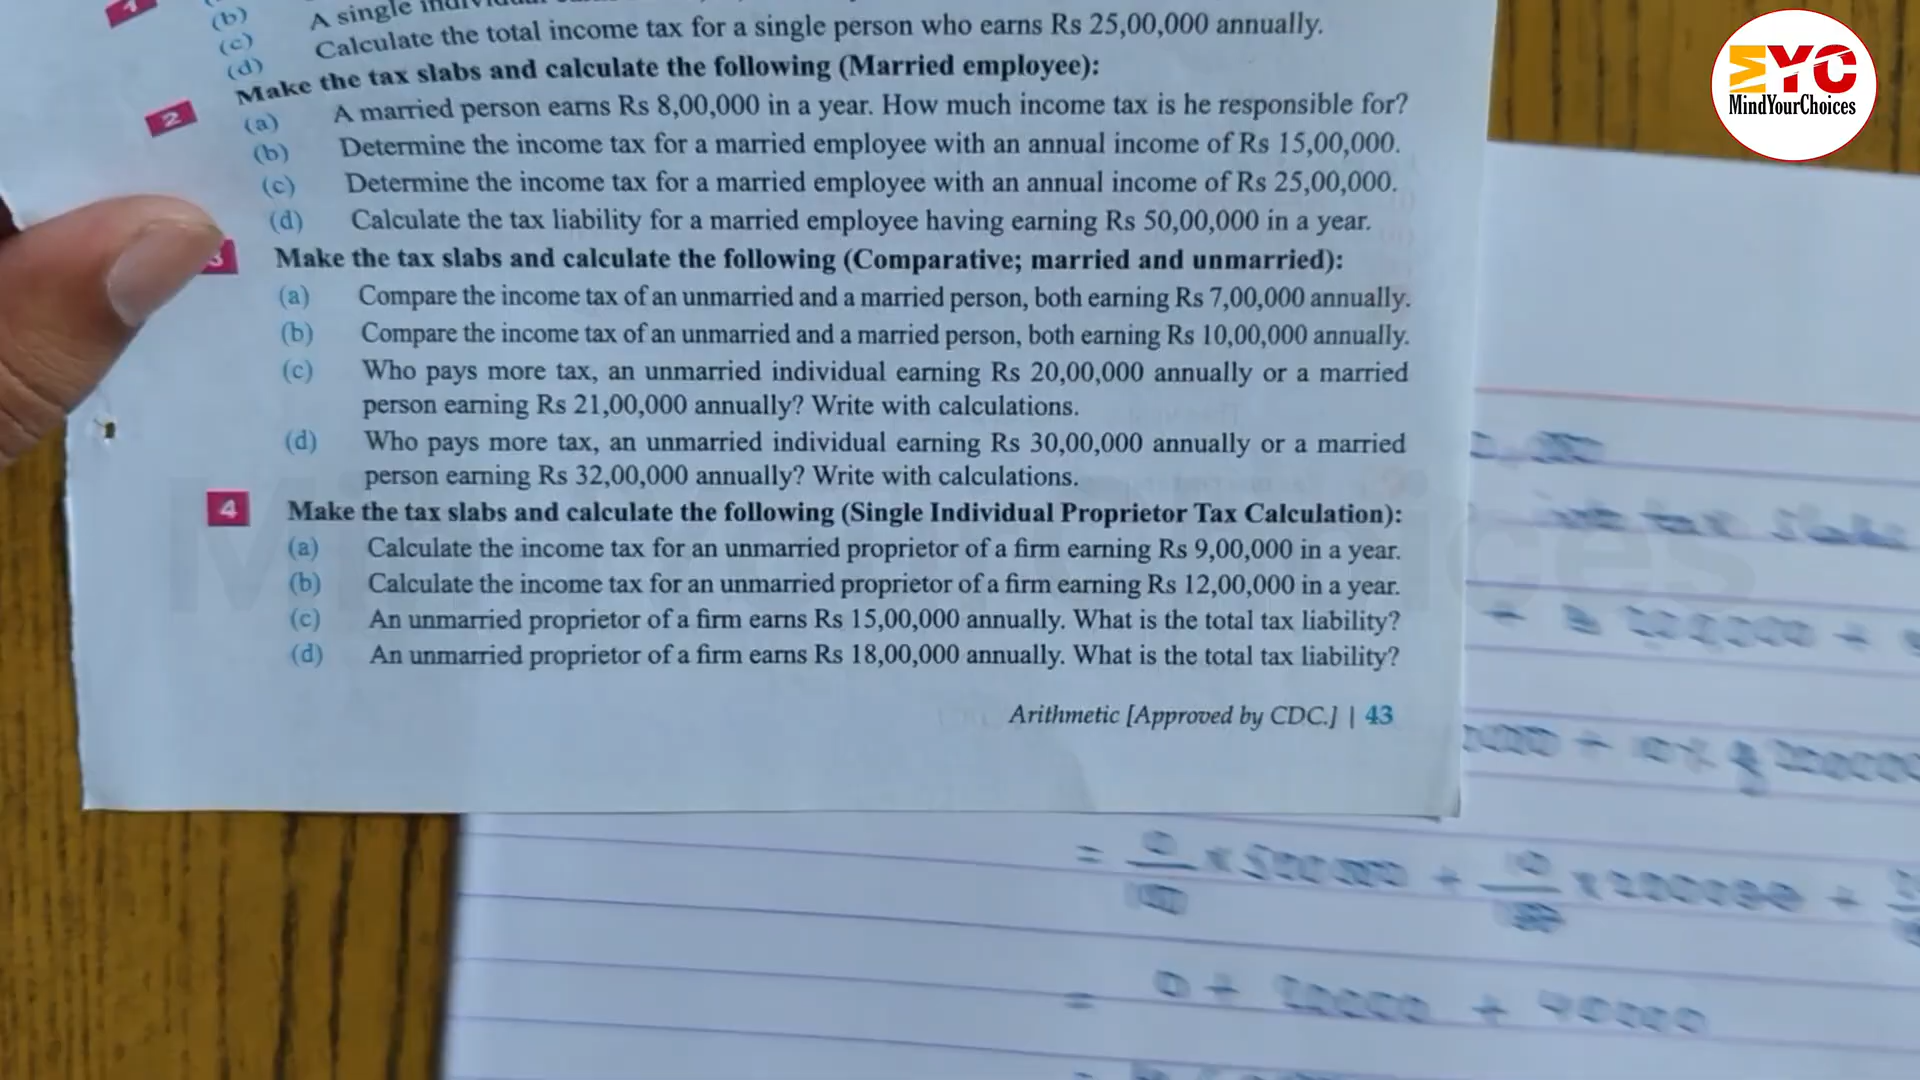 1
(b) A single
(c) Calculate the total income tax for a single person who earns Rs 25,00,000 annually.
(d)
2 Make the tax slabs and calculate the following (Married employee):
(a) A married person earns Rs 8,00,000 in a year. How much income tax is he responsible for?
(b) Determine the income tax for a married employee with an annual income of Rs 15,00,000.
(c) Determine the income tax for a married employee with an annual income of Rs 25,00,000.
(d) Calculate the tax liability for a married employee having earning Rs 50,00,000 in a year.
3 Make the tax slabs and calculate the following (Comparative; married and unmarried):
(a) Compare the income tax of an unmarried and a married person, both earning Rs 7,00,000 annually.
(b) Compare the income tax of an unmarried and a married person, both earning Rs 10,00,000 annually.
(c) Who pays more tax, an unmarried individual earning Rs 20,00,000 annually or a married
person earning Rs 21,00,000 annually? Write with calculations.
(d) Who pays more tax, an unmarried individual earning Rs 30,00,000 annually or a married
person earning Rs 32,00,000 annually? Write with calculations.
4 Make the tax slabs and calculate the following (Single Individual Proprietor Tax Calculation):
(a) Calculate the income tax for an unmarried proprietor of a firm earning Rs 9,00,000 in a year.
(b) Calculate the income tax for an unmarried proprietor of a firm earning Rs 12,00,000 in a year.
(c) An unmarried proprietor of a firm earns Rs 15,00,000 annually. What is the total tax liability?
(d) An unmarried proprietor of a firm earns Rs 18,00,000 annually. What is the total tax liability?
Arithmetic [Approved by CDC.] | 43
MYC
MindYourChoices
MindYourChoices
tax slabs
= 0/100 × 500000 + 10/100 × 200000 +
= 0 + 20000 + 40000